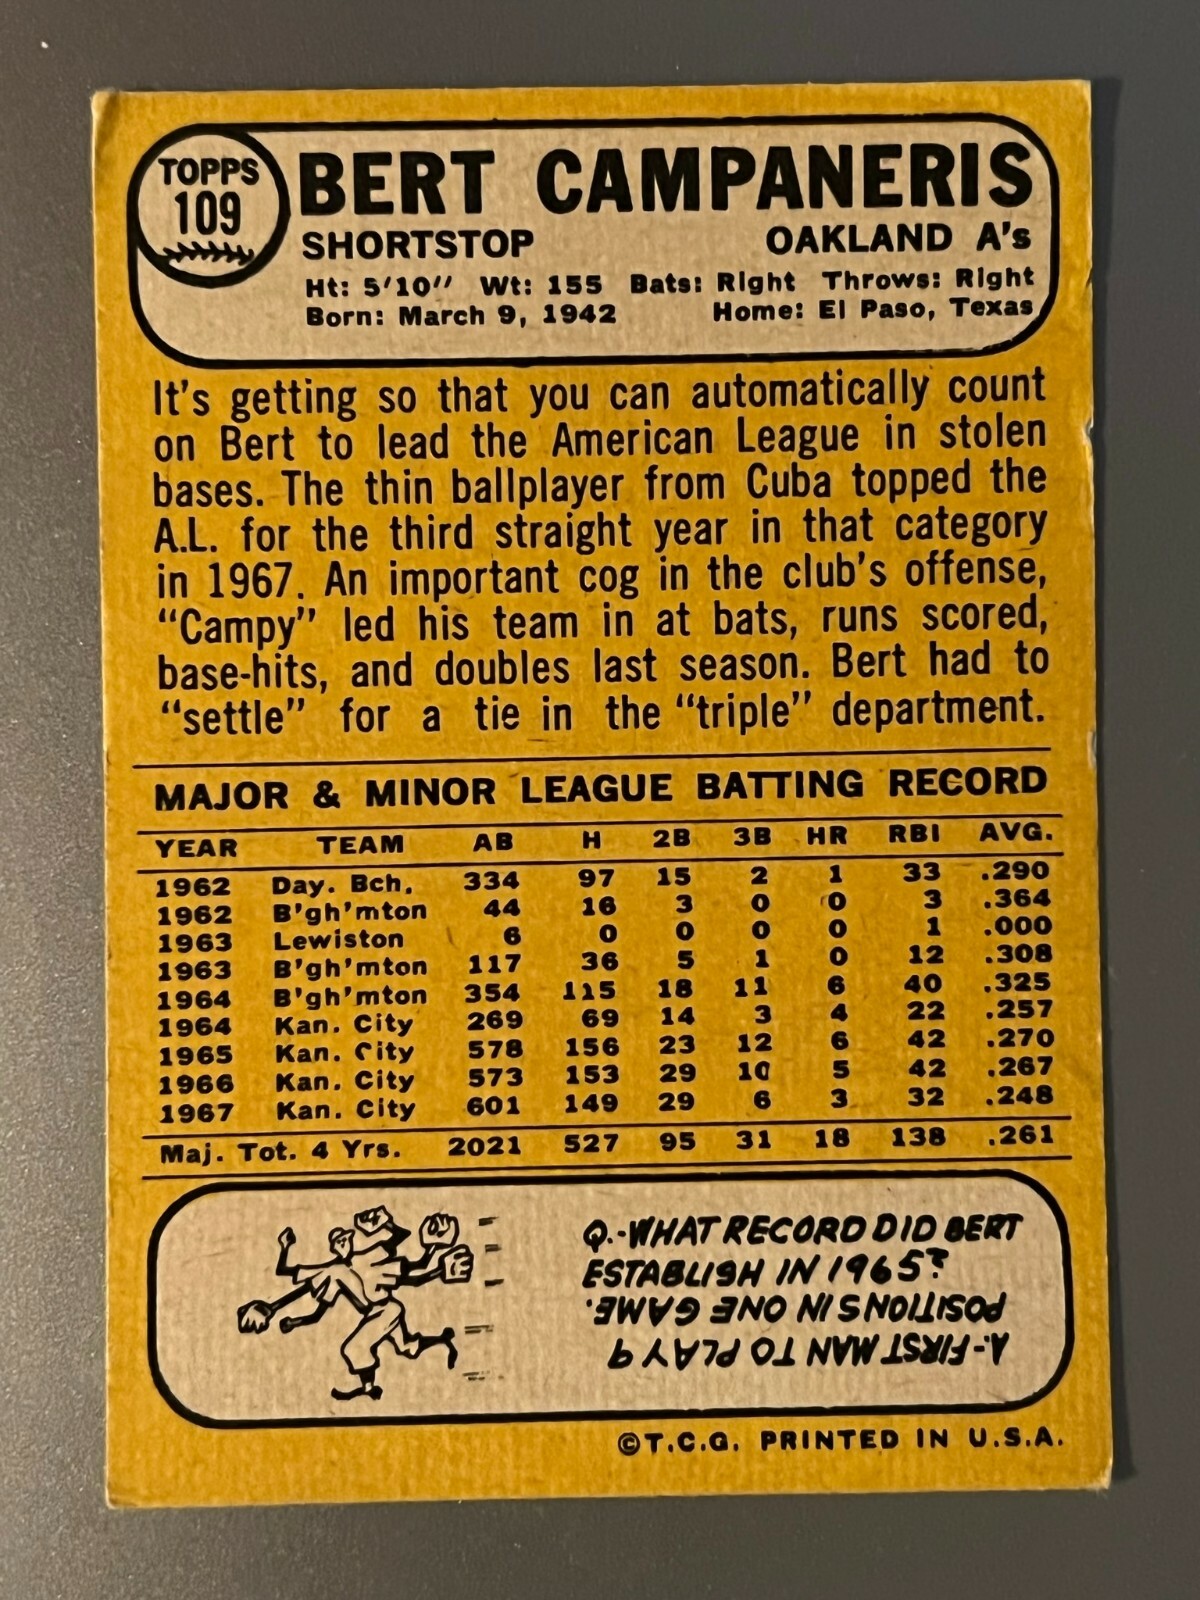 TOPPS
109
BERT CAMPANERIS
SHORTSTOP OAKLAND A's
Ht: 5'10" Wt: 155 Bats: Right Throws: Right
Born: March 9, 1942 Home: El Paso, Texas
It's getting so that you can automatically count
on Bert to lead the American League in stolen
bases. The thin ballplayer from Cuba topped the
A.L. for the third straight year in that category
in 1967. An important cog in the club's offense,
"Campy" led his team in at bats, runs scored,
base-hits, and doubles last season. Bert had to
"settle" for a tie in the "triple" department.
MAJOR & MINOR LEAGUE BATTING RECORD
YEAR TEAM AB H 2B 3B HR RBI AVG.
1962 Day. Bch. 334 97 15 2 1 33 .290
1962 B'gh'mton 44 16 3 0 0 3 .364
1963 Lewiston 6 0 0 0 0 1 .000
1963 B'gh'mton 117 36 5 1 0 12 .308
1964 B'gh'mton 354 115 18 11 6 40 .325
1964 Kan. City 269 69 14 3 4 22 .257
1965 Kan. City 578 156 23 12 6 42 .270
1966 Kan. City 573 153 29 10 5 42 .267
1967 Kan. City 601 149 29 6 3 32 .248
Maj. Tot. 4 Yrs. 2021 527 95 31 18 138 .261
Q.-WHAT RECORD DID BERT
ESTABLISH IN 1965?
A.-FIRST MAN TO PLAY 9
POSITIONS IN ONE GAME.
©T.C.G. PRINTED IN U.S.A.